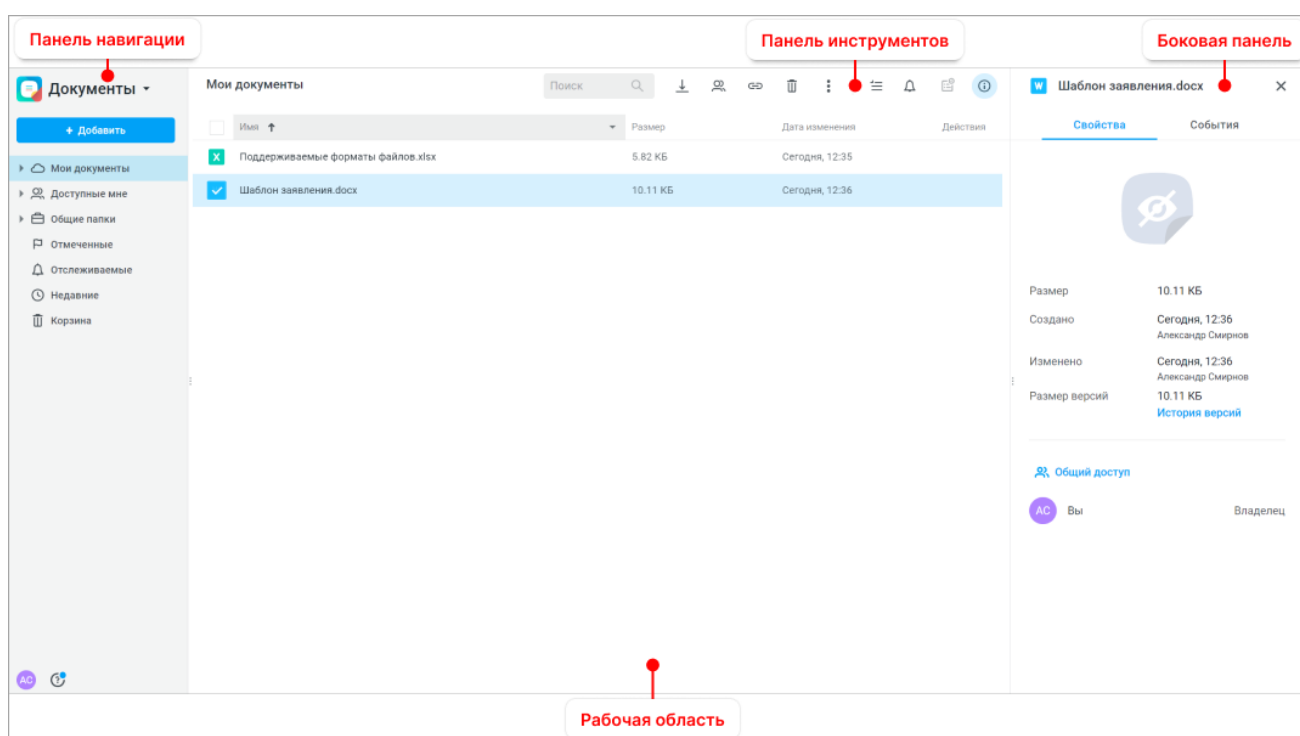 Панель навигации
Панель инструментов
Боковая панель
Документы
Мои документы
Поиск
W Шаблон заявления.docx
+ Добавить
Имя
Размер
Дата изменения
Действия
Свойства
События
X Поддерживаемые форматы файлов.xlsx 5.82 КБ Сегодня, 12:35
Шаблон заявления.docx 10.11 КБ Сегодня, 12:36
Мои документы
Доступные мне
Общие папки
Отмеченные
Отслеживаемые
Недавние
Корзина
Размер 10.11 КБ
Создано Сегодня, 12:36
Александр Смирнов
Изменено Сегодня, 12:36
Александр Смирнов
Размер версий 10.11 КБ
История версий
Общий доступ
АС Вы Владелец
АС
Рабочая область